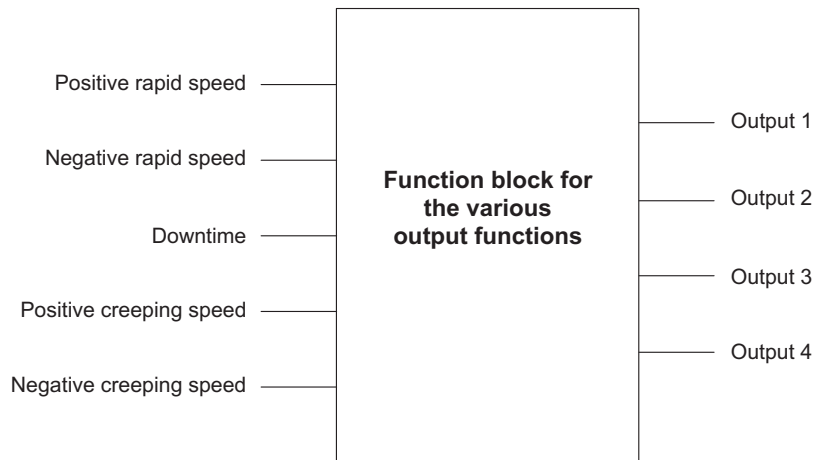 Positive rapid speed
Negative rapid speed
Downtime
Positive creeping speed
Negative creeping speed
Function block for
the various
output functions
Output 1
Output 2
Output 3
Output 4